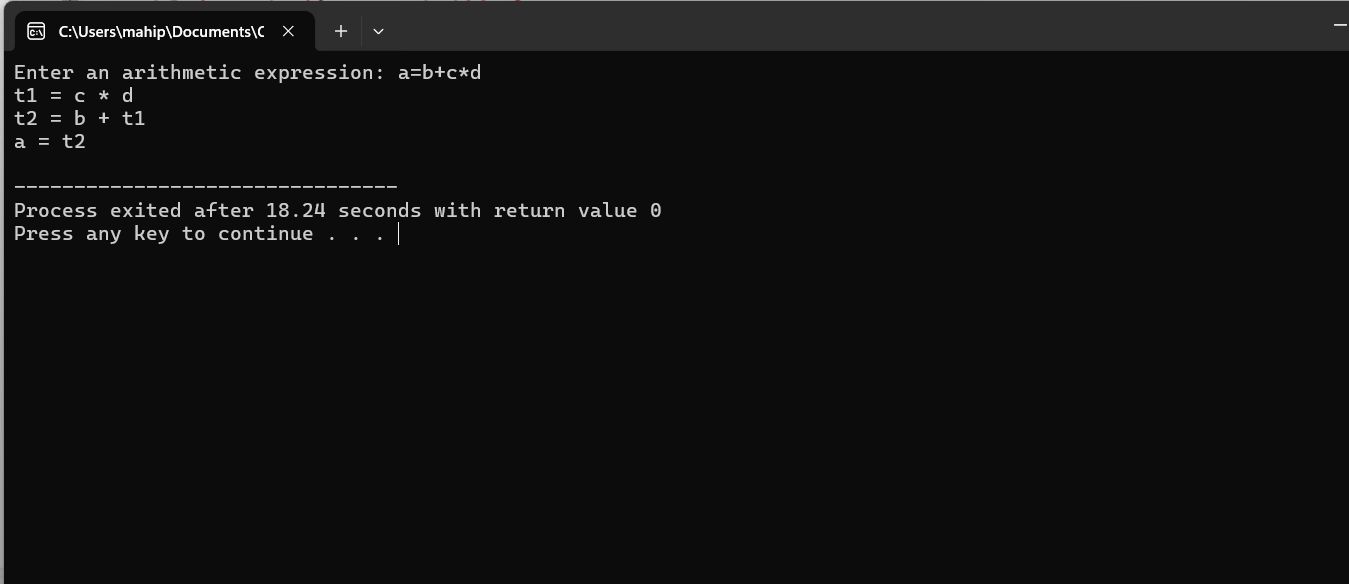 C:\Users\mahip\Documents\C
Enter an arithmetic expression: a=b+c*d
t1 = c * d
t2 = b + t1
a = t2
--------------------------------
Process exited after 18.24 seconds with return value 0
Press any key to continue . . .